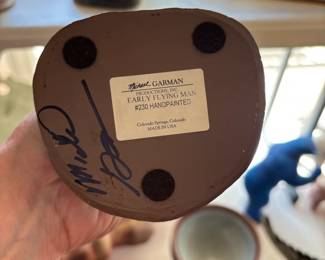 Michael GARMAN
PRODUCTIONS, INC.
EARLY FLYING MAN
#230 HANDPAINTED
Colorado Springs, Colorado
MADE IN USA